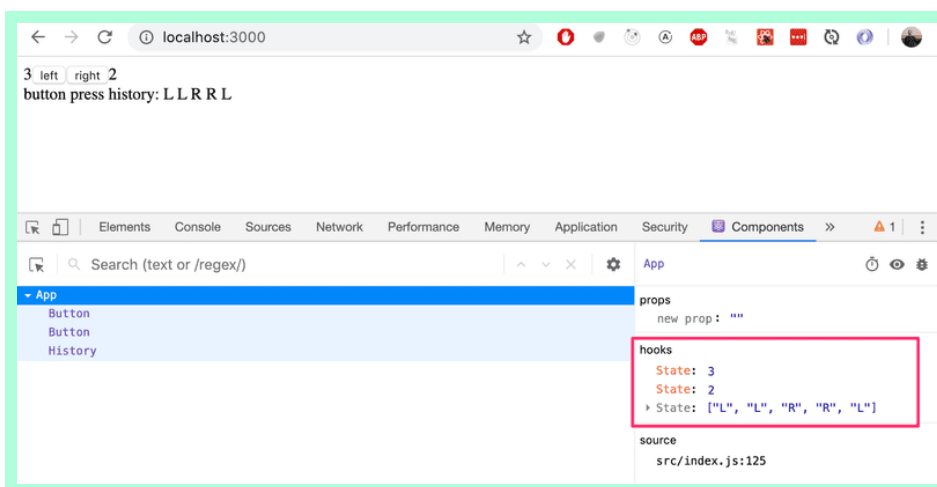 localhost:3000
ABP
3 left right 2
button press history: L L R R L
Elements Console Sources Network Performance Memory Application Security Components » 1
Search (text or /regex/)
App
App
Button
Button
History
props
new prop: ""
hooks
State: 3
State: 2
State: ["L", "L", "R", "R", "L"]
source
src/index.js:125